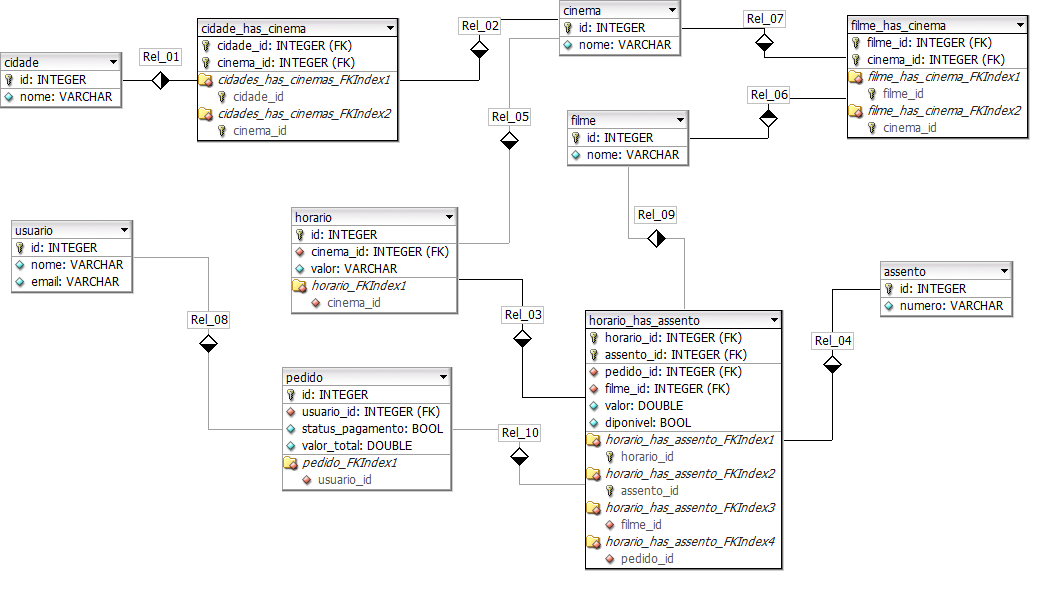 cidade
id: INTEGER
nome: VARCHAR
Rel_01
cidade_has_cinema
cidade_id: INTEGER (FK)
cinema_id: INTEGER (FK)
cidades_has_cinemas_FKIndex1
cidade_id
cidades_has_cinemas_FKIndex2
cinema_id
Rel_02
cinema
id: INTEGER
nome: VARCHAR
Rel_07
filme_has_cinema
filme_id: INTEGER (FK)
cinema_id: INTEGER (FK)
filme_has_cinema_FKIndex1
filme_id
filme_has_cinema_FKIndex2
cinema_id
Rel_06
Rel_05
filme
id: INTEGER
nome: VARCHAR
Rel_09
usuario
id: INTEGER
nome: VARCHAR
email: VARCHAR
Rel_08
horario
id: INTEGER
cinema_id: INTEGER (FK)
valor: VARCHAR
horario_FKIndex1
cinema_id
Rel_03
assento
id: INTEGER
numero: VARCHAR
Rel_04
horario_has_assento
horario_id: INTEGER (FK)
assento_id: INTEGER (FK)
pedido_id: INTEGER (FK)
filme_id: INTEGER (FK)
valor: DOUBLE
diponivel: BOOL
horario_has_assento_FKIndex1
horario_id
horario_has_assento_FKIndex2
assento_id
horario_has_assento_FKIndex3
filme_id
horario_has_assento_FKIndex4
pedido_id
pedido
id: INTEGER
usuario_id: INTEGER (FK)
status_pagamento: BOOL
valor_total: DOUBLE
pedido_FKIndex1
usuario_id
Rel_10